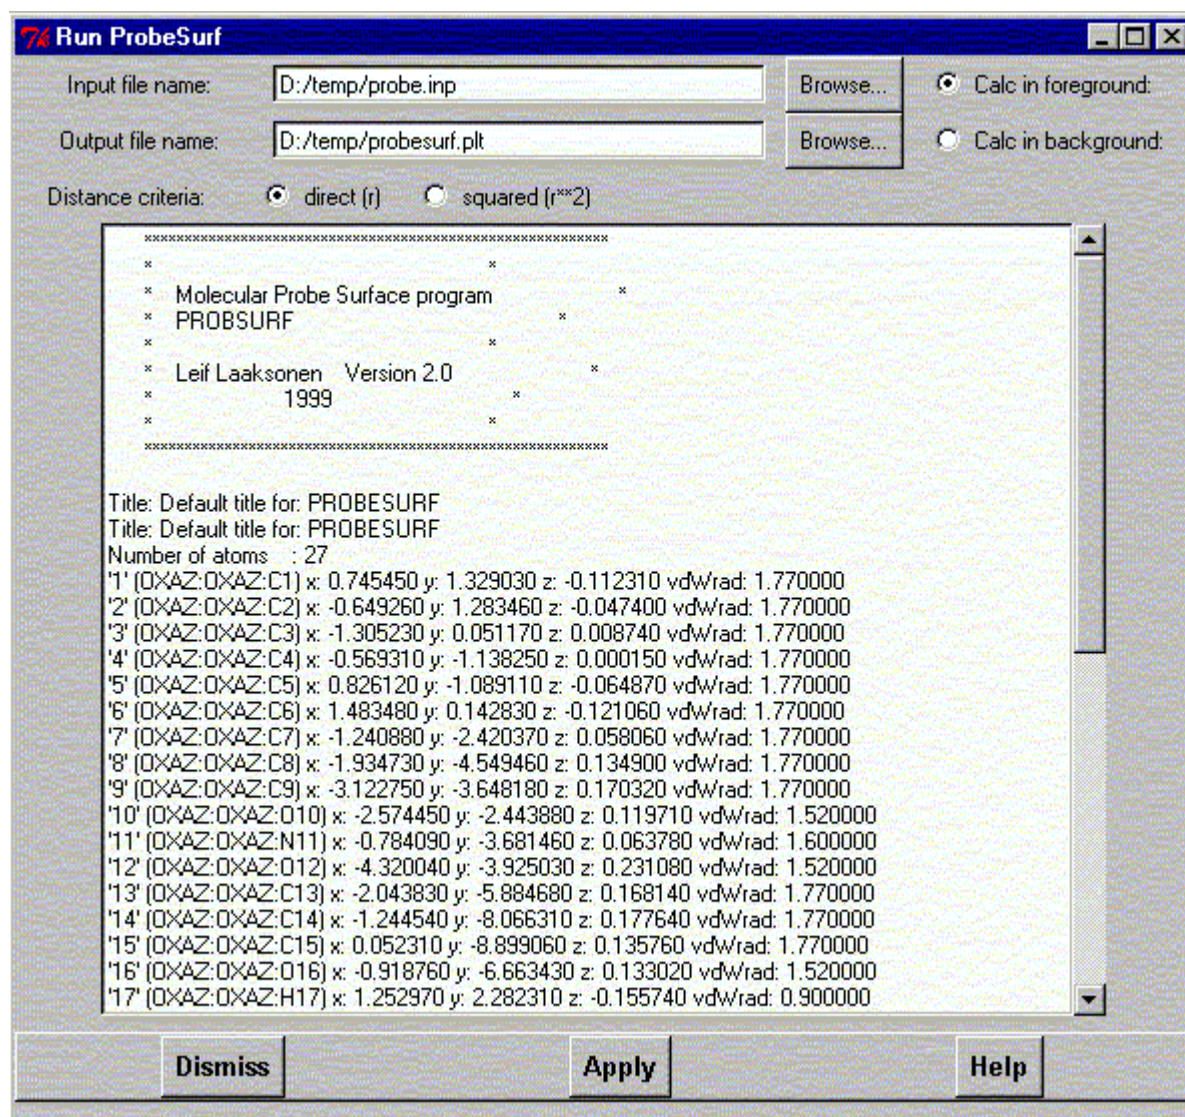 Run ProbeSurf
Input file name: D:/temp/probe.inp Browse... Calc in foreground:
Output file name: D:/temp/probesurf.plt Browse... Calc in background:
Distance criteria: direct (r) squared (r**2)
**********************************************************
* *
* Molecular Probe Surface program *
* PROBSURF *
* *
* Leif Laaksonen Version 2.0 *
* 1999 *
* *
**********************************************************
Title: Default title for: PROBESURF
Title: Default title for: PROBESURF
Number of atoms : 27
'1' (OXAZ:OXAZ:C1) x: 0.745450 y: 1.329030 z: -0.112310 vdWrad: 1.770000
'2' (OXAZ:OXAZ:C2) x: -0.649260 y: 1.283460 z: -0.047400 vdWrad: 1.770000
'3' (OXAZ:OXAZ:C3) x: -1.305230 y: 0.051170 z: 0.008740 vdWrad: 1.770000
'4' (OXAZ:OXAZ:C4) x: -0.569310 y: -1.138250 z: 0.000150 vdWrad: 1.770000
'5' (OXAZ:OXAZ:C5) x: 0.826120 y: -1.089110 z: -0.064870 vdWrad: 1.770000
'6' (OXAZ:OXAZ:C6) x: 1.483480 y: 0.142830 z: -0.121060 vdWrad: 1.770000
'7' (OXAZ:OXAZ:C7) x: -1.240880 y: -2.420370 z: 0.058060 vdWrad: 1.770000
'8' (OXAZ:OXAZ:C8) x: -1.934730 y: -4.549460 z: 0.134900 vdWrad: 1.770000
'9' (OXAZ:OXAZ:C9) x: -3.122750 y: -3.648180 z: 0.170320 vdWrad: 1.770000
'10' (OXAZ:OXAZ:O10) x: -2.574450 y: -2.443880 z: 0.119710 vdWrad: 1.520000
'11' (OXAZ:OXAZ:N11) x: -0.784090 y: -3.681460 z: 0.063780 vdWrad: 1.600000
'12' (OXAZ:OXAZ:O12) x: -4.320040 y: -3.925030 z: 0.231080 vdWrad: 1.520000
'13' (OXAZ:OXAZ:C13) x: -2.043830 y: -5.884680 z: 0.168140 vdWrad: 1.770000
'14' (OXAZ:OXAZ:C14) x: -1.244540 y: -8.066310 z: 0.177640 vdWrad: 1.770000
'15' (OXAZ:OXAZ:C15) x: 0.052310 y: -8.899060 z: 0.135760 vdWrad: 1.770000
'16' (OXAZ:OXAZ:O16) x: -0.918760 y: -6.663430 z: 0.133020 vdWrad: 1.520000
'17' (OXAZ:OXAZ:H17) x: 1.252970 y: 2.282310 z: -0.155740 vdWrad: 0.900000
Dismiss Apply Help